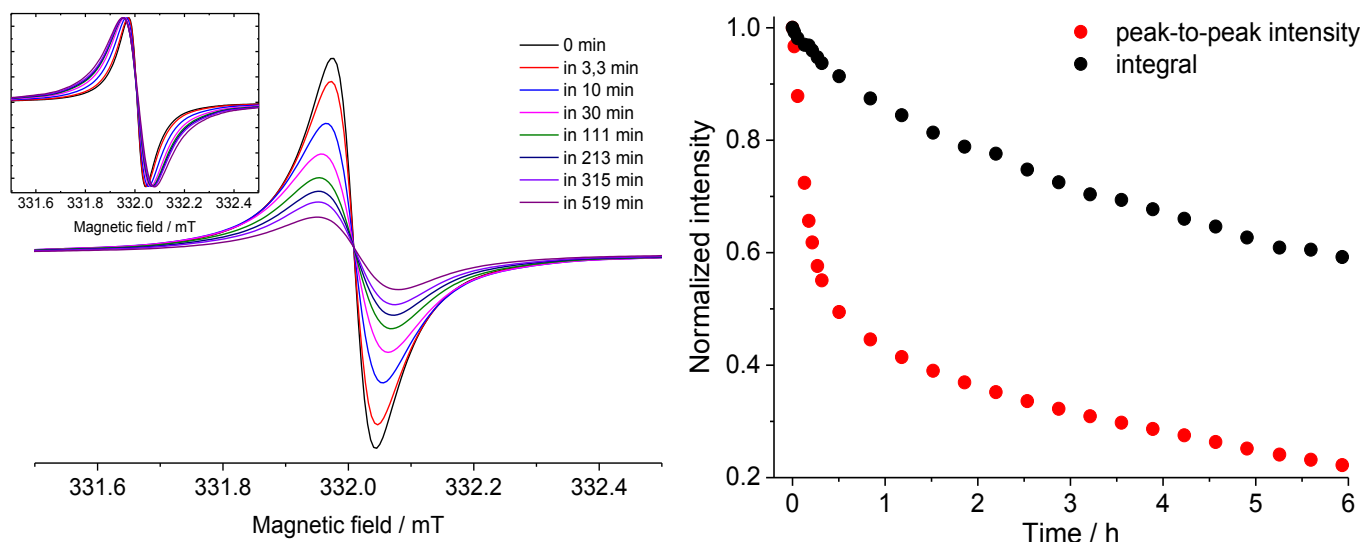 331.6 331.8 332.0 332.2 332.4
Magnetic field / mT
0 min
in 3,3 min
in 10 min
in 30 min
in 111 min
in 213 min
in 315 min
in 519 min
331.6 331.8 332.0 332.2 332.4
Magnetic field / mT
peak-to-peak intensity
integral
Normalized intensity
1.0
0.8
0.6
0.4
0.2
0 1 2 3 4 5 6
Time / h